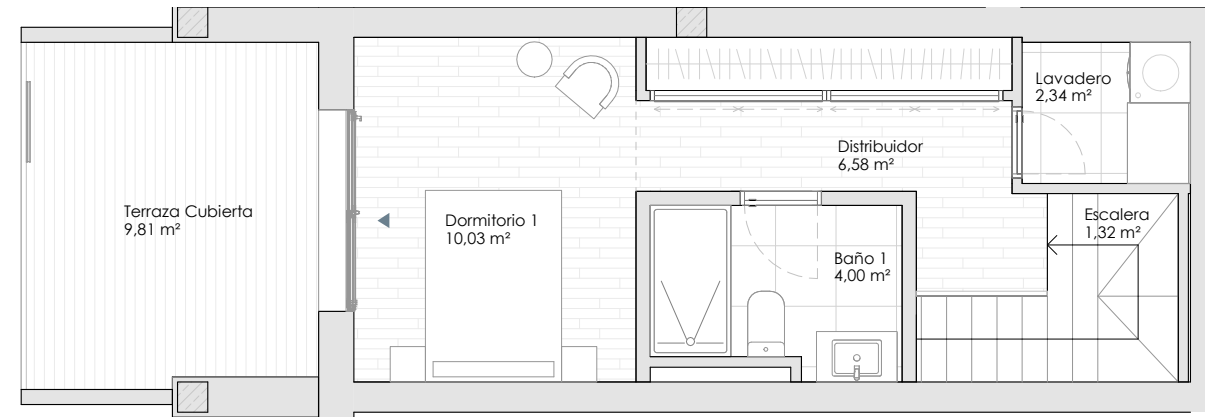 Lavadero
2,34 m²
Distribuidor
6,58 m²
Terraza Cubierta
9,81 m²
Dormitorio 1
10,03 m²
Escalera
1,32 m²
Baño 1
4,00 m²